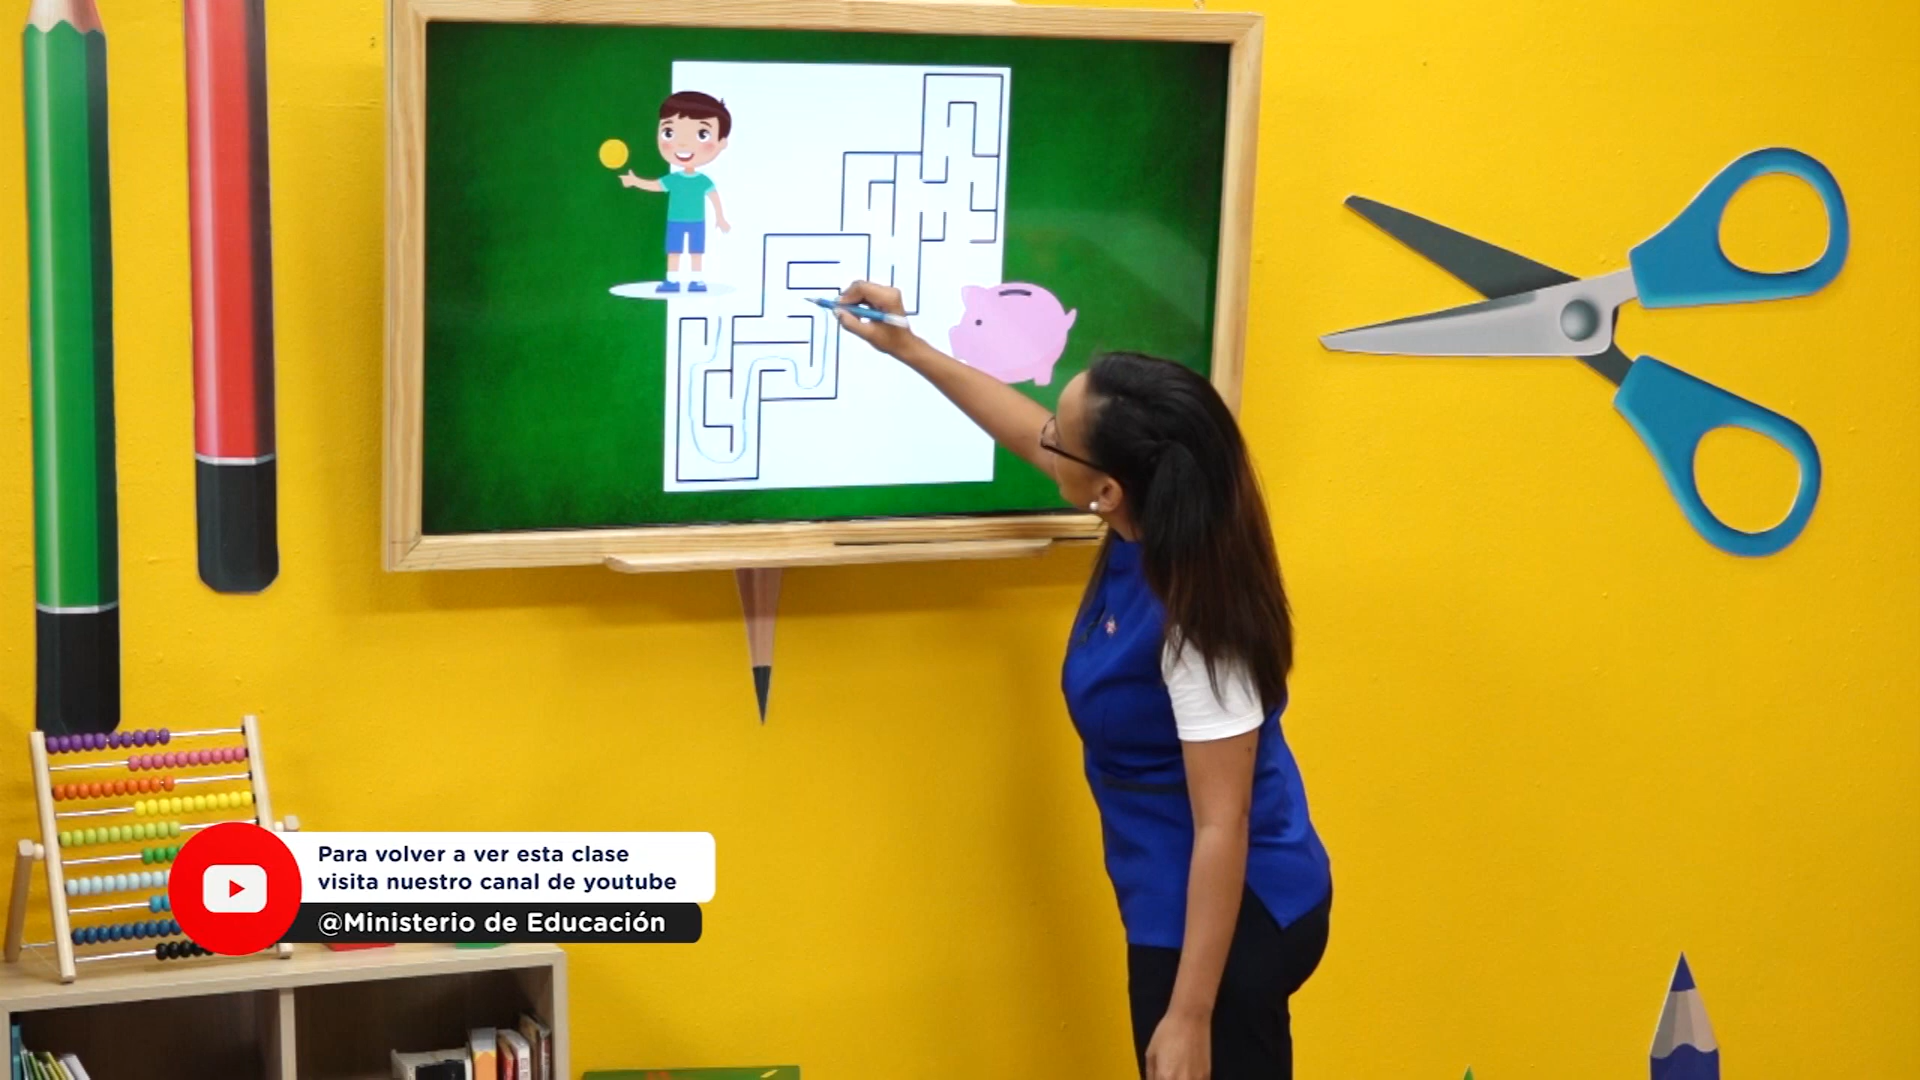 Para volver a ver esta clase
visita nuestro canal de youtube
@Ministerio de Educación